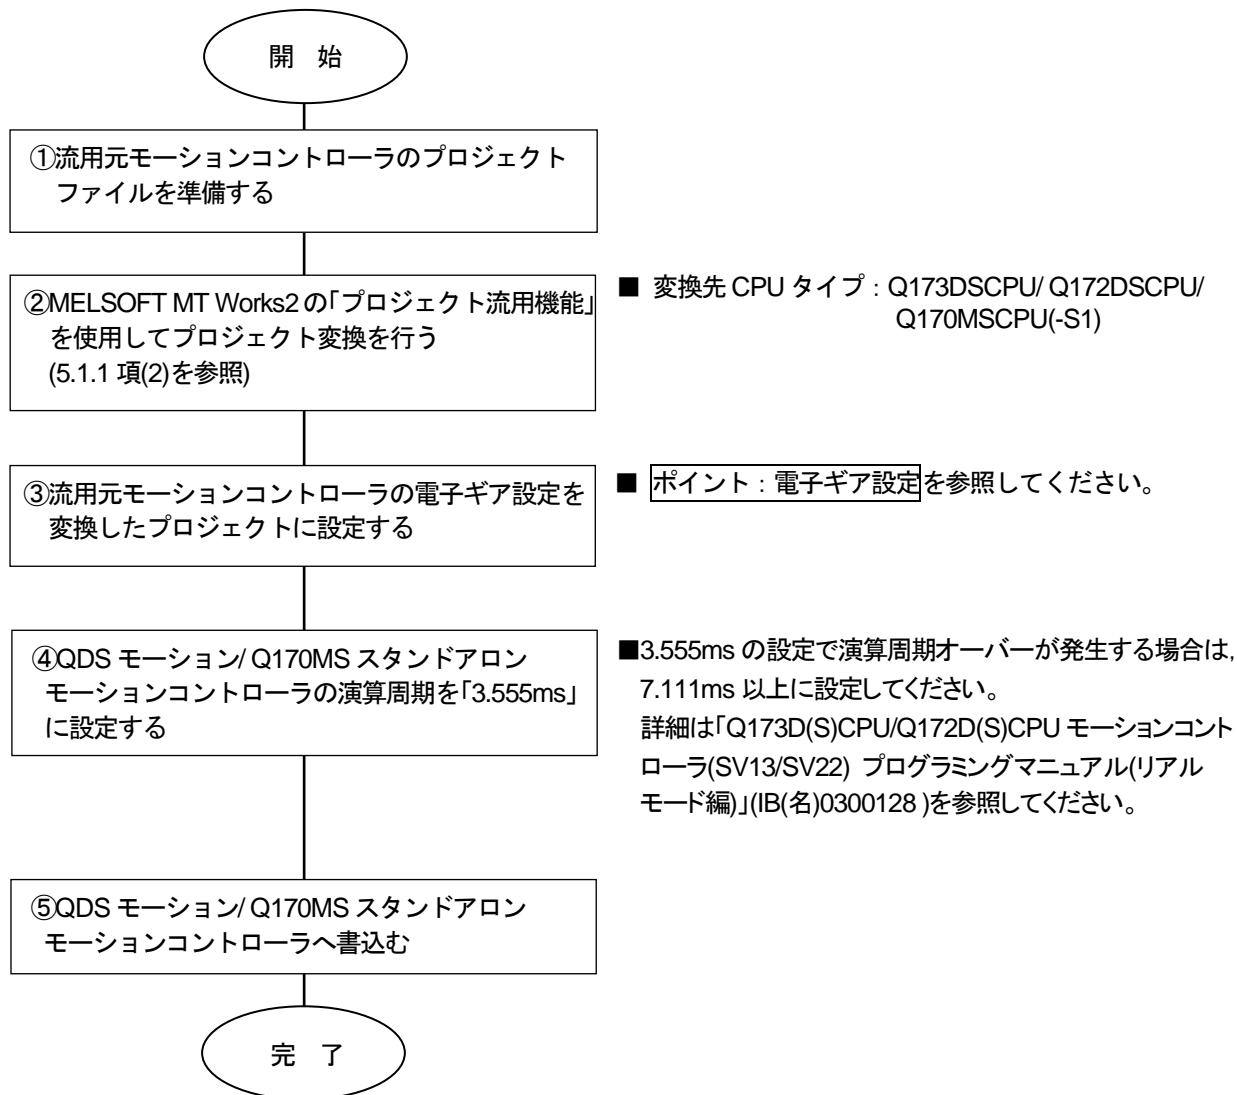 開 始
①流用元モーションコントローラのプロジェクト
ファイルを準備する
②MELSOFT MT Works2 の｢プロジェクト流用機能｣
を使用してプロジェクト変換を行う
(5.1.1 項(2)を参照)
■ 変換先 CPU タイプ：Q173DSCPU/ Q172DSCPU/
Q170MSCPU(-S1)
③流用元モーションコントローラの電子ギア設定を
変換したプロジェクトに設定する
■ ポイント：電子ギア設定を参照してください。
④QDS モーション/ Q170MS スタンドアロン
モーションコントローラの演算周期を｢3.555ms｣
に設定する
■3.555ms の設定で演算周期オーバーが発生する場合は,
7.111ms 以上に設定してください。
詳細は｢Q173D(S)CPU/Q172D(S)CPU モーションコント
ローラ(SV13/SV22) プログラミングマニュアル(リアル
モード編)｣(IB(名)0300128 )を参照してください。
⑤QDS モーション/ Q170MS スタンドアロン
モーションコントローラへ書込む
完 了